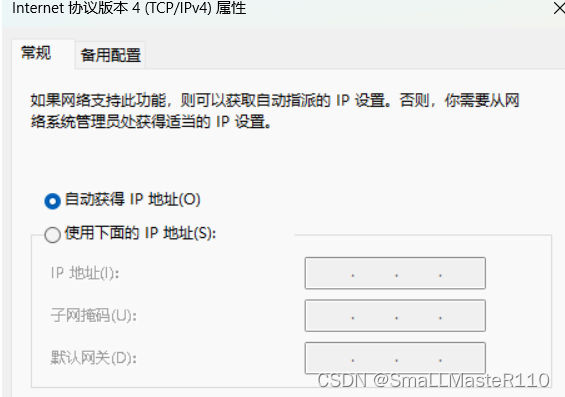 Internet 协议版本 4 (TCP/IPv4) 属性
常规
备用配置
如果网络支持此功能，则可以获取自动指派的 IP 设置。否则，你需要从网
络系统管理员处获得适当的 IP 设置。
自动获得 IP 地址(O)
使用下面的 IP 地址(S):
IP 地址(I):
子网掩码(U):
默认网关(D):
CSDN @SmaLLMasteR110